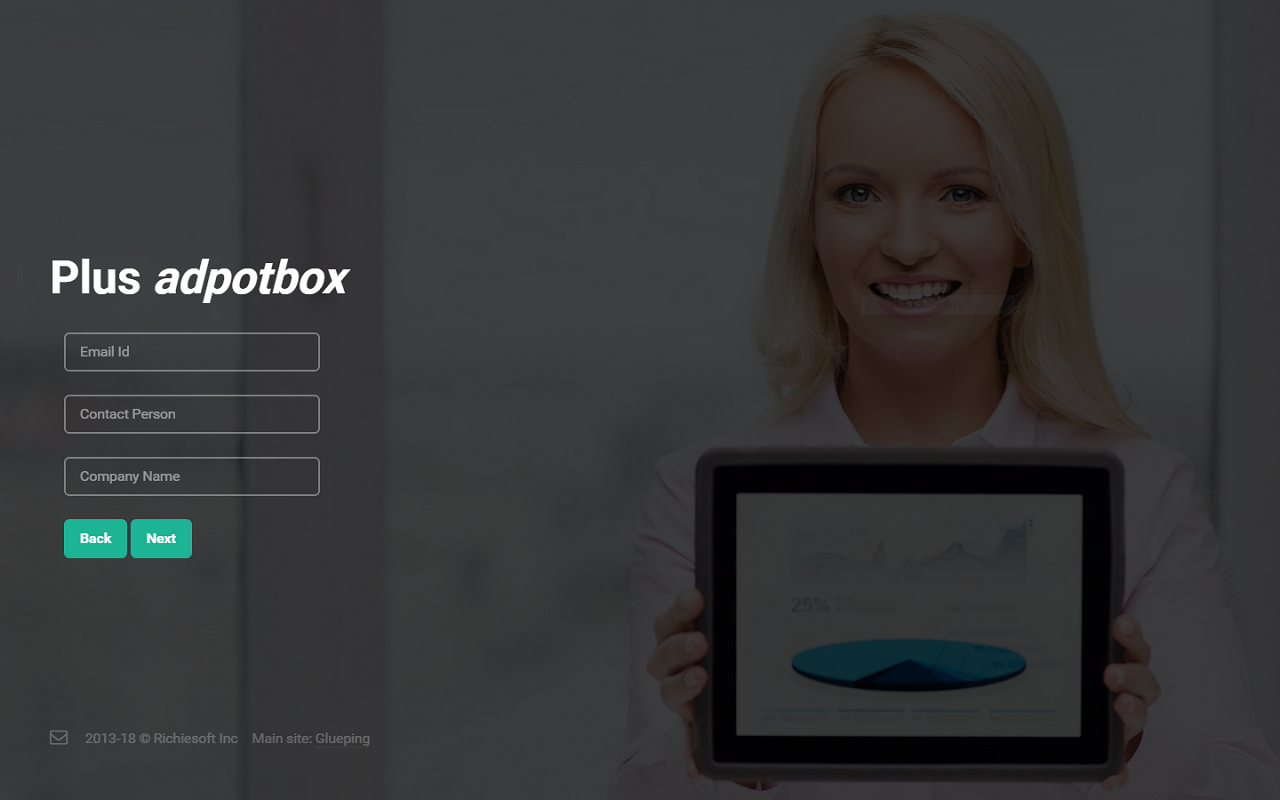 Plus adpotbox
Email Id
Contact Person
Company Name
Back Next
25%
2013-18 © Richiesoft Inc Main site: Glueping